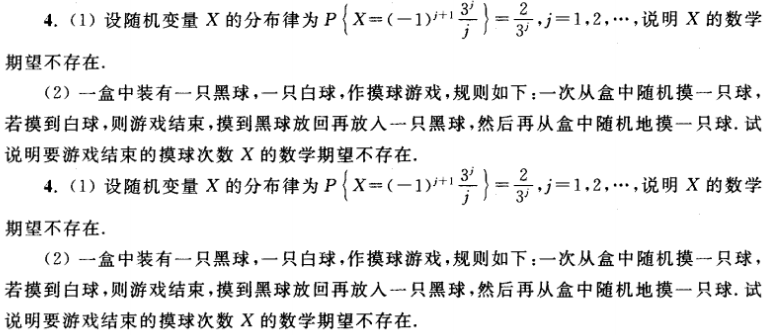 4. (1) 设随机变量 X 的分布律为 P{X=(-1)^{j+1} 3^j/j}=2/3^j,j=1,2,…,说明 X 的数学
期望不存在.
(2) 一盒中装有一只黑球,一只白球,作摸球游戏,规则如下:一次从盒中随机摸一只球,
若摸到白球,则游戏结束,摸到黑球放回再放入一只黑球,然后再从盒中随机地摸一只球.试
说明要游戏结束的摸球次数 X 的数学期望不存在.
4. (1) 设随机变量 X 的分布律为 P{X=(-1)^{j+1} 3^j/j}=2/3^j,j=1,2,…,说明 X 的数学
期望不存在.
(2) 一盒中装有一只黑球,一只白球,作摸球游戏,规则如下:一次从盒中随机摸一只球,
若摸到白球,则游戏结束,摸到黑球放回再放入一只黑球,然后再从盒中随机地摸一只球.试
说明要游戏结束的摸球次数 X 的数学期望不存在.